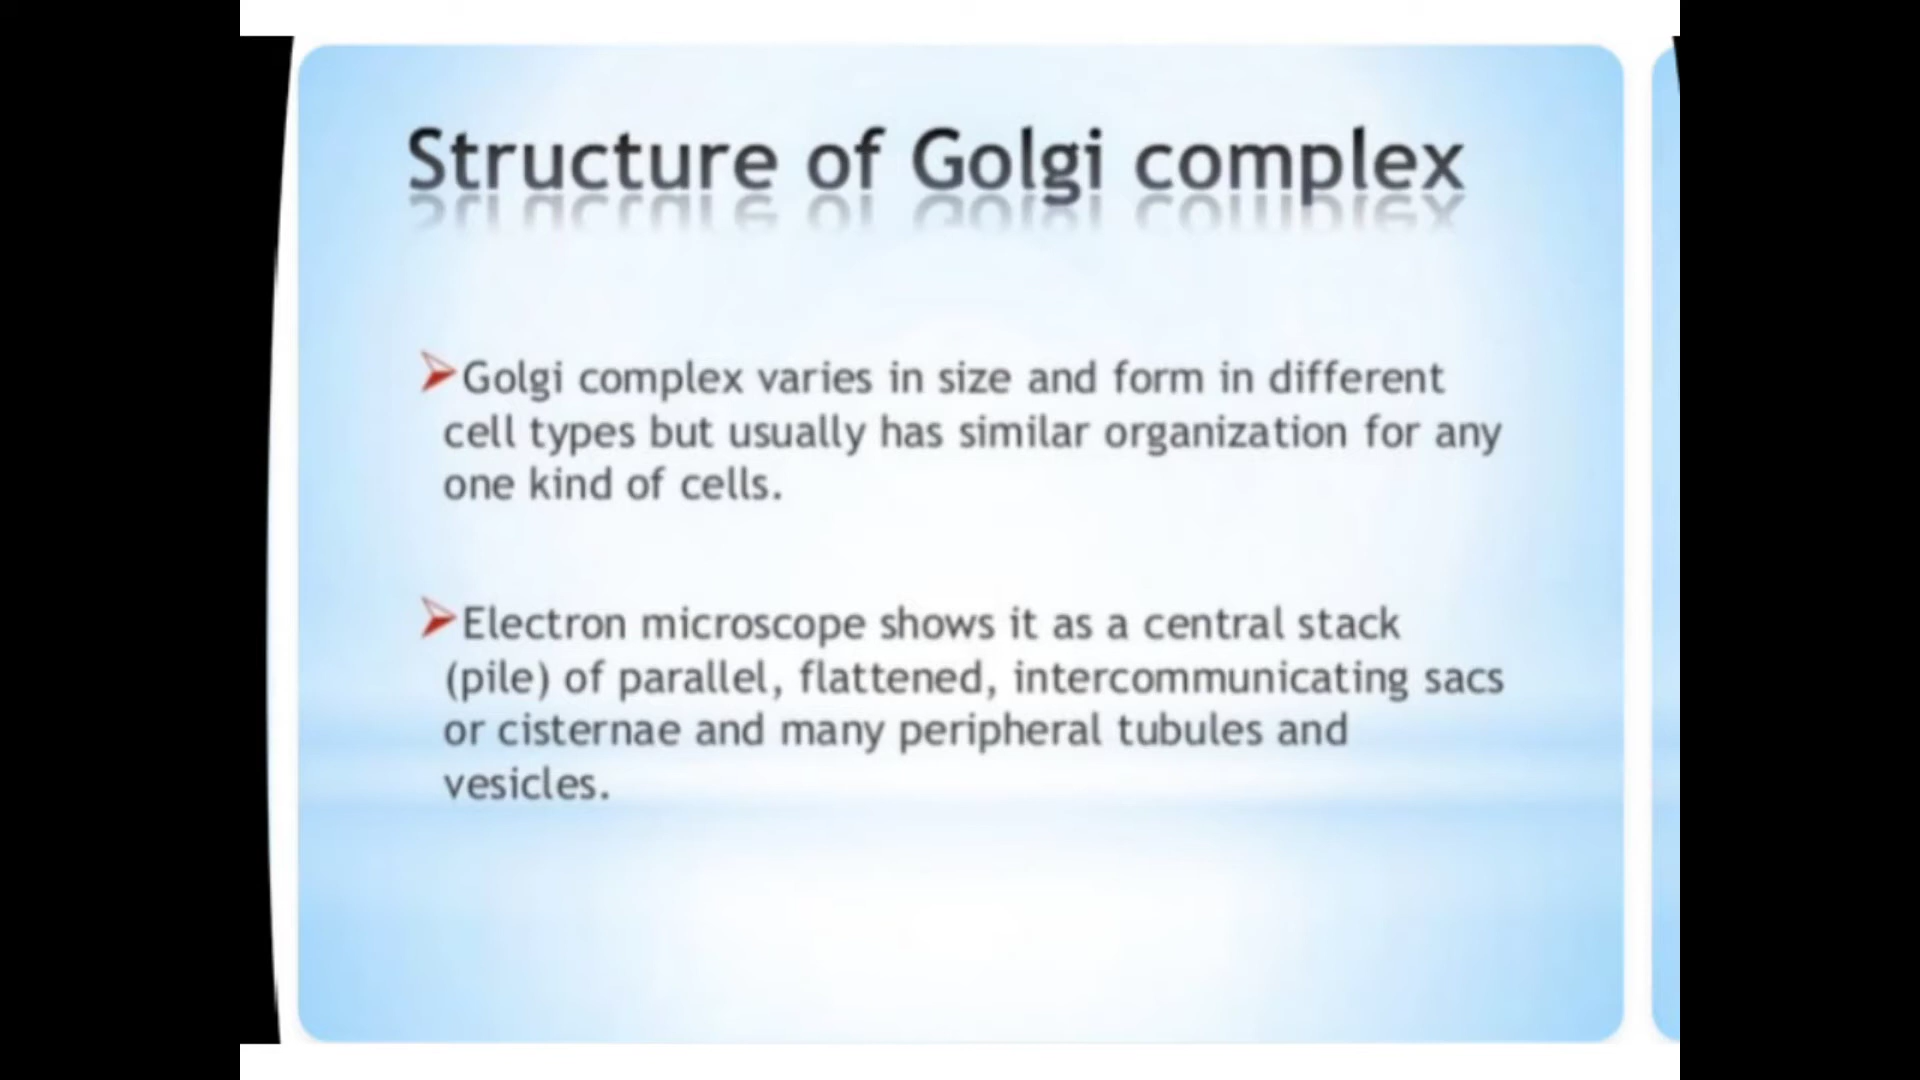 Structure of Golgi complex
Golgi complex varies in size and form in different
cell types but usually has similar organization for any
one kind of cells.
Electron microscope shows it as a central stack
(pile) of parallel, flattened, intercommunicating sacs
or cisternae and many peripheral tubules and
vesicles.